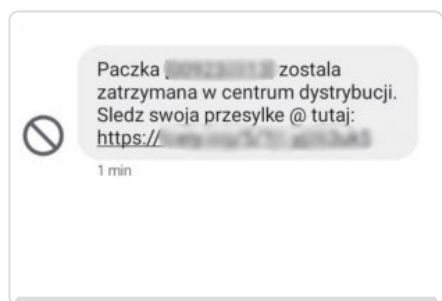 Paczka zostala
zatrzymana w centrum dystrybucji.
Sledz swoja przesylke @ tutaj:
https://
1 min